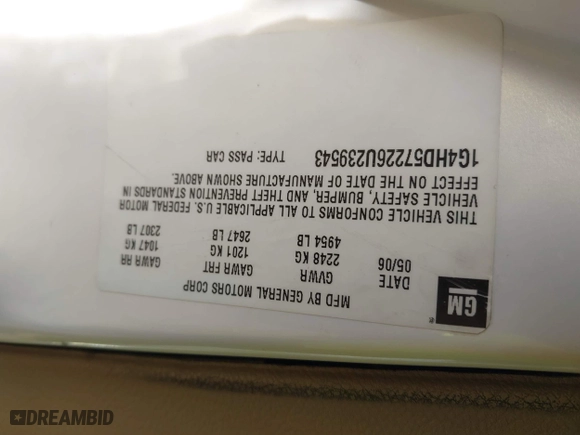 GM
®
MFD BY GENERAL MOTORS CORP
DATE GVWR GAWR FRT GAWR RR
05/06 2248 KG 1201 KG 1047 KG
4954 LB 2647 LB 2307 LB
THIS VEHICLE CONFORMS TO ALL APPLICABLE U.S. FEDERAL MOTOR
VEHICLE SAFETY, BUMPER, AND THEFT PREVENTION STANDARDS IN
EFFECT ON THE DATE OF MANUFACTURE SHOWN ABOVE.
1G4HD57226U239543 TYPE: PASS CAR
DREAMBID